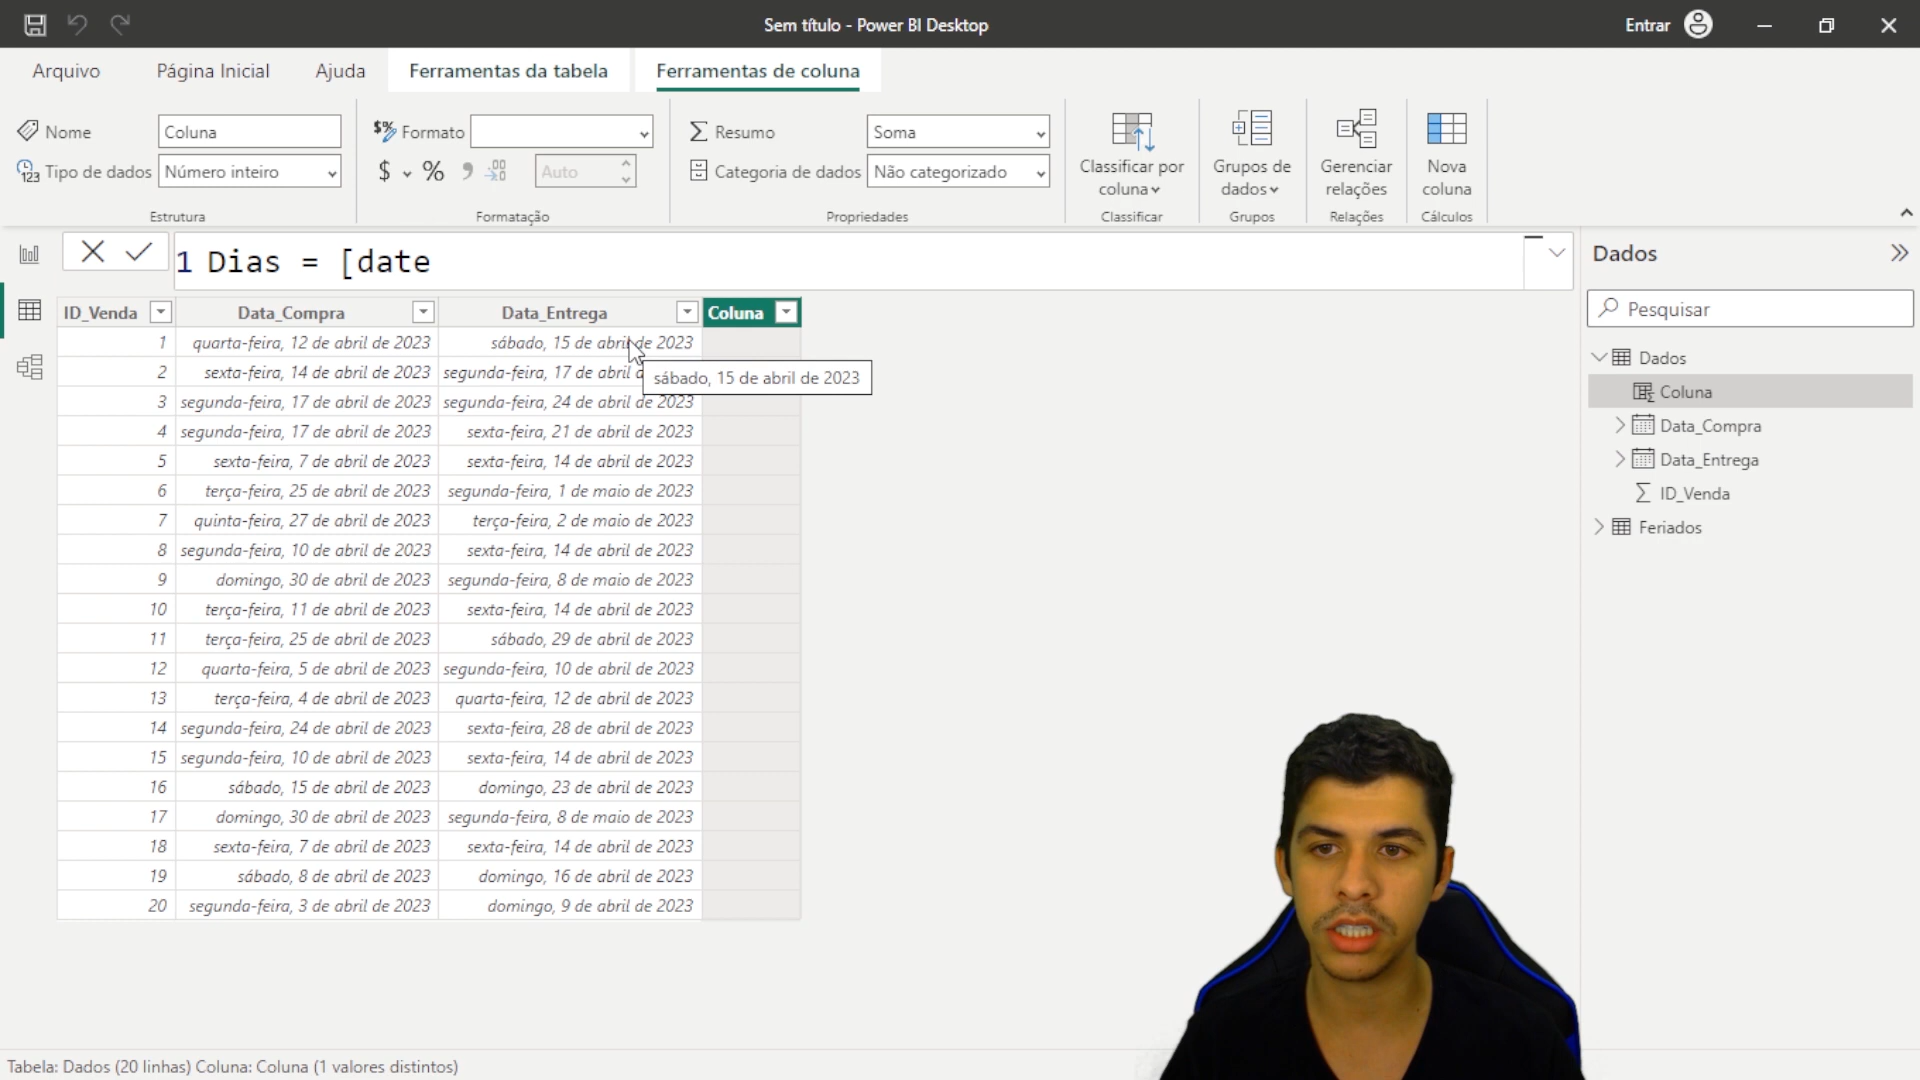 Sem título - Power BI Desktop
Entrar
Arquivo Página Inicial Ajuda Ferramentas da tabela Ferramentas de coluna
Nome Coluna
Tipo de dados Número inteiro
Estrutura
Formato
$ % Auto
Formatação
Resumo Soma
Categoria de dados Não categorizado
Propriedades
Classificar por coluna
Classificar
Grupos de dados
Grupos
Gerenciar relações
Relações
Nova coluna
Cálculos
1 Dias = [date
ID_Venda Data_Compra Data_Entrega Coluna
1 quarta-feira, 12 de abril de 2023 sábado, 15 de abril de 2023
2 sexta-feira, 14 de abril de 2023 segunda-feira, 17 de abril
sábado, 15 de abril de 2023
3 segunda-feira, 17 de abril de 2023 segunda-feira, 24 de abril de 2023
4 segunda-feira, 17 de abril de 2023 sexta-feira, 21 de abril de 2023
5 sexta-feira, 7 de abril de 2023 sexta-feira, 14 de abril de 2023
6 terça-feira, 25 de abril de 2023 segunda-feira, 1 de maio de 2023
7 quinta-feira, 27 de abril de 2023 terça-feira, 2 de maio de 2023
8 segunda-feira, 10 de abril de 2023 sexta-feira, 14 de abril de 2023
9 domingo, 30 de abril de 2023 segunda-feira, 8 de maio de 2023
10 terça-feira, 11 de abril de 2023 sexta-feira, 14 de abril de 2023
11 terça-feira, 25 de abril de 2023 sábado, 29 de abril de 2023
12 quarta-feira, 5 de abril de 2023 segunda-feira, 10 de abril de 2023
13 terça-feira, 4 de abril de 2023 quarta-feira, 12 de abril de 2023
14 segunda-feira, 24 de abril de 2023 sexta-feira, 28 de abril de 2023
15 segunda-feira, 10 de abril de 2023 sexta-feira, 14 de abril de 2023
16 sábado, 15 de abril de 2023 domingo, 23 de abril de 2023
17 domingo, 30 de abril de 2023 segunda-feira, 8 de maio de 2023
18 sexta-feira, 7 de abril de 2023 sexta-feira, 14 de abril de 2023
19 sábado, 8 de abril de 2023 domingo, 16 de abril de 2023
20 segunda-feira, 3 de abril de 2023 domingo, 9 de abril de 2023
Dados
Pesquisar
Dados
Coluna
Data_Compra
Data_Entrega
ID_Venda
Feriados
Tabela: Dados (20 linhas) Coluna: Coluna (1 valores distintos)